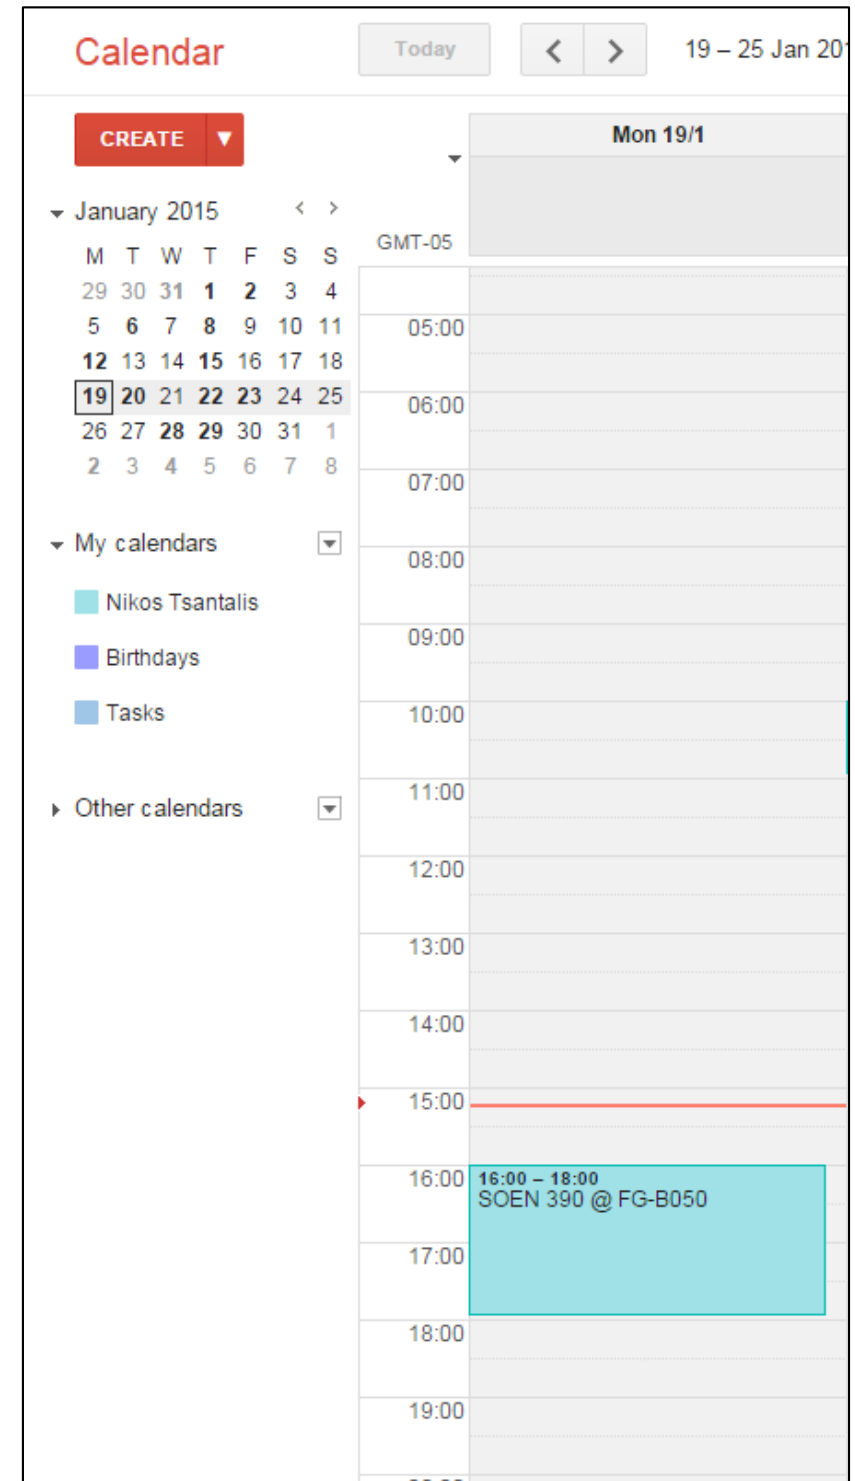 Calendar
Today
19 – 25 Jan 20
CREATE
Mon 19/1
January 2015
GMT-05
M T W T F S S
29 30 31 1 2 3 4
5 6 7 8 9 10 11
12 13 14 15 16 17 18
19 20 21 22 23 24 25
26 27 28 29 30 31 1
2 3 4 5 6 7 8
My calendars
Nikos Tsantalis
Birthdays
Tasks
Other calendars
05:00
06:00
07:00
08:00
09:00
10:00
11:00
12:00
13:00
14:00
15:00
16:00
16:00 – 18:00
SOEN 390 @ FG-B050
17:00
18:00
19:00